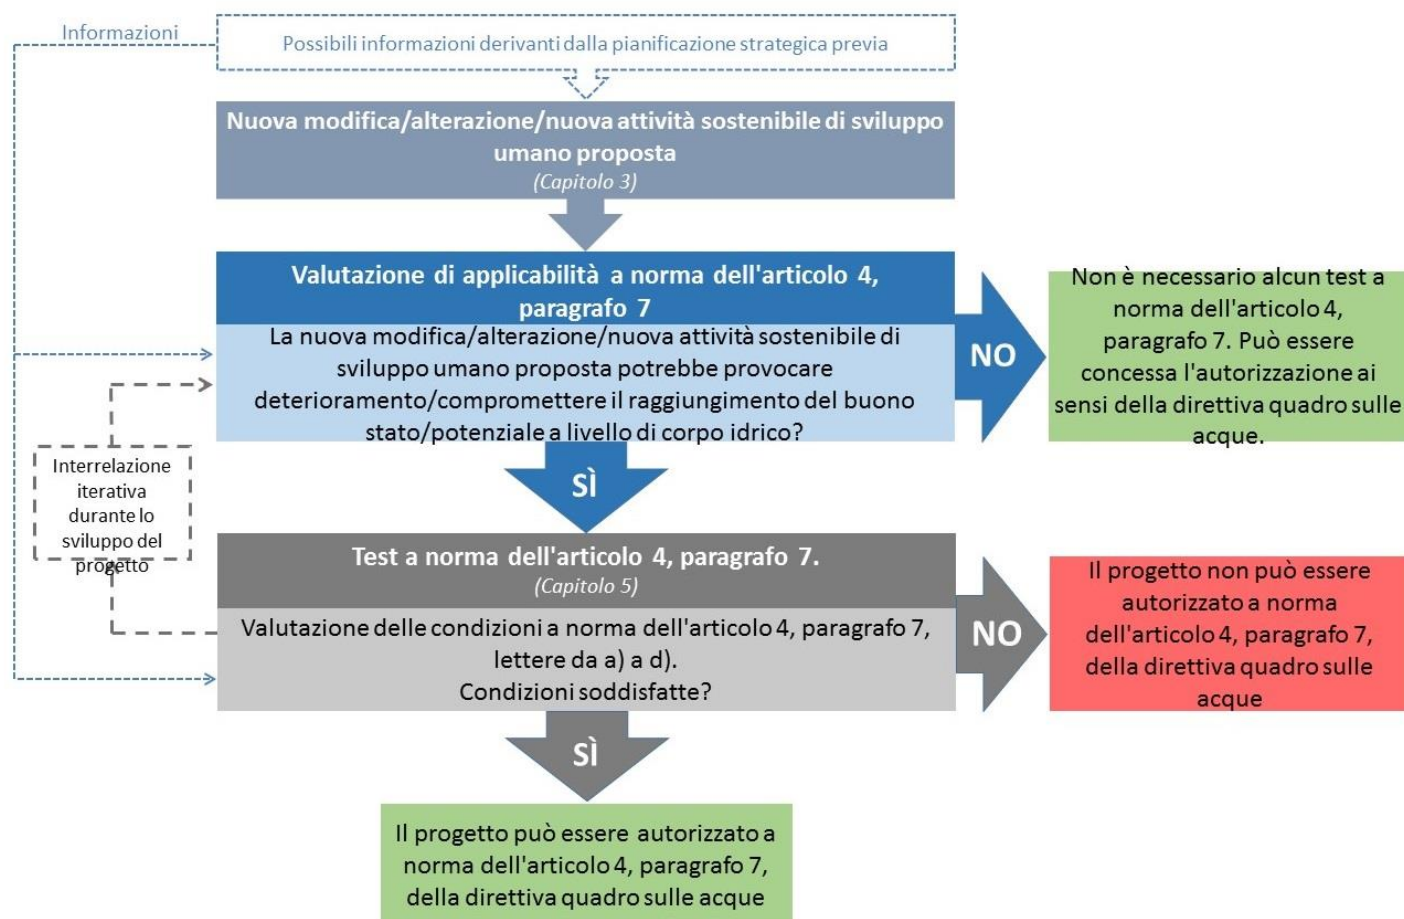 Informazioni
Possibili informazioni derivanti dalla pianificazione strategica previa
Nuova modifica/alterazione/nuova attività sostenibile di sviluppo
umano proposta
(Capitolo 3)
Valutazione di applicabilità a norma dell'articolo 4,
paragrafo 7
La nuova modifica/alterazione/nuova attività sostenibile di
sviluppo umano proposta potrebbe provocare
deterioramento/compromettere il raggiungimento del buono
stato/potenziale a livello di corpo idrico?
NO
Non è necessario alcun test a
norma dell'articolo 4,
paragrafo 7. Può essere
concessa l'autorizzazione ai
sensi della direttiva quadro sulle
acque.
SÌ
Interrelazione
iterativa
durante lo
sviluppo del
progetto
Test a norma dell'articolo 4, paragrafo 7.
(Capitolo 5)
Valutazione delle condizioni a norma dell'articolo 4, paragrafo 7,
lettere da a) a d).
Condizioni soddisfatte?
NO
Il progetto non può essere
autorizzato a norma
dell'articolo 4, paragrafo 7,
della direttiva quadro sulle
acque
SÌ
Il progetto può essere autorizzato a
norma dell'articolo 4, paragrafo 7,
della direttiva quadro sulle acque